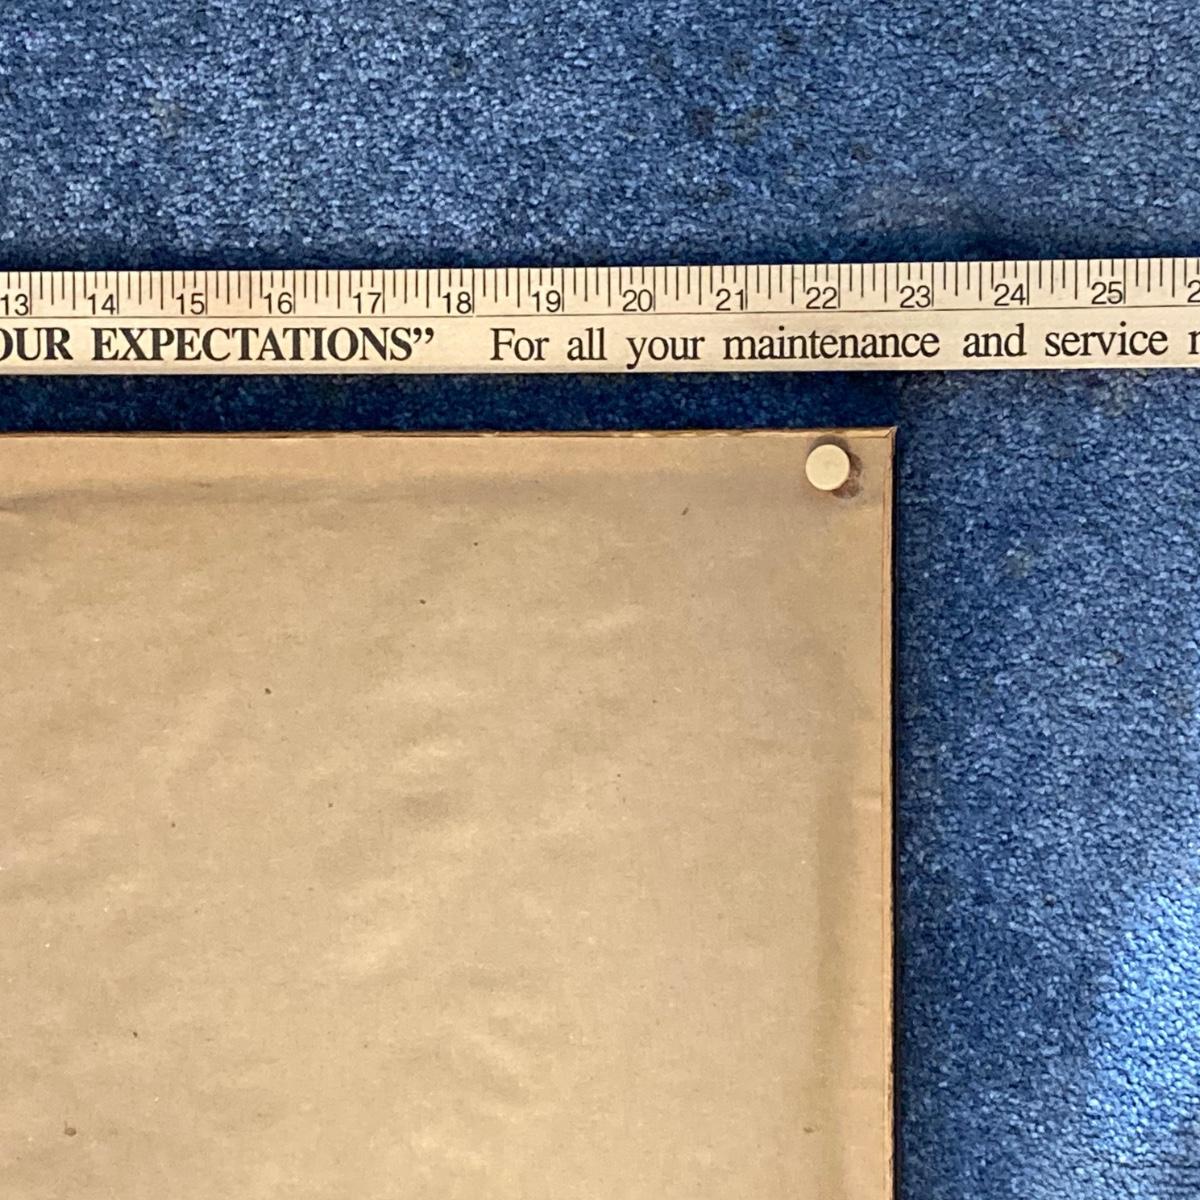 13 14 15 16 17 18 19 20 21 22 23 24 25 2
OUR EXPECTATIONS” For all your maintenance and service